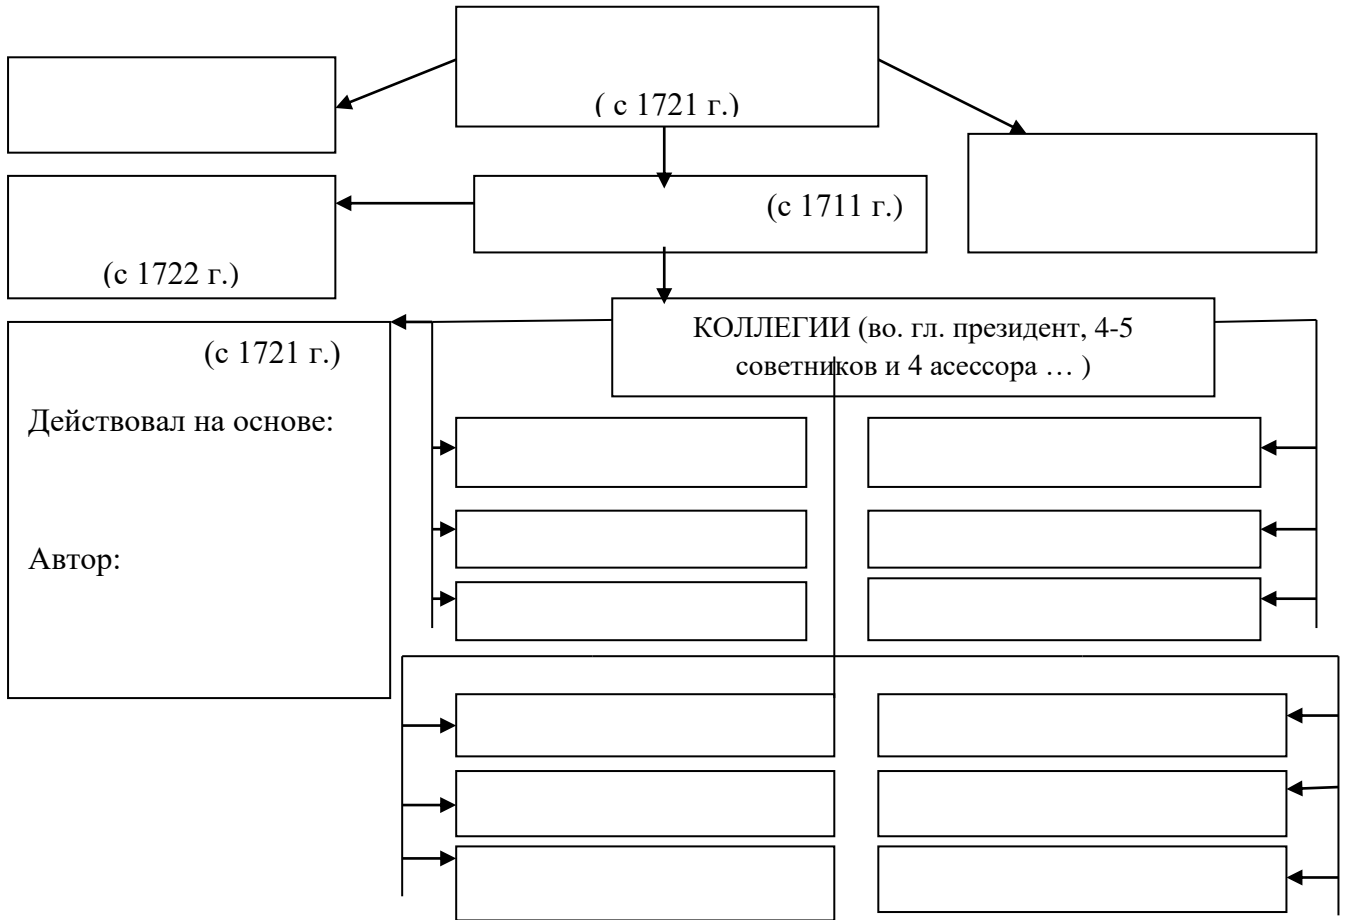 ( с 1721 г.)
(с 1711 г.)
(с 1722 г.)
КОЛЛЕГИИ (во. гл. президент, 4-5
советников и 4 асессора … )
(с 1721 г.)
Действовал на основе:
Автор: